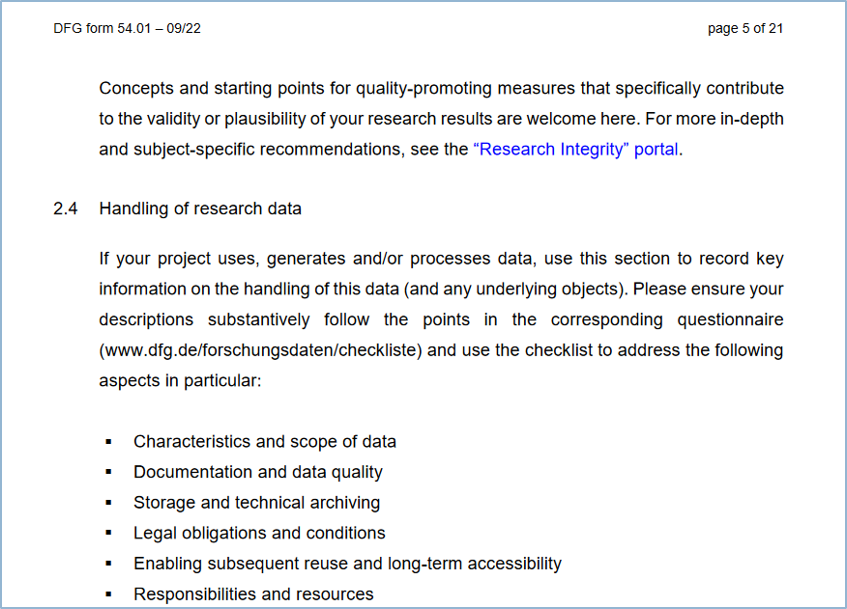 DFG form 54.01 – 09/22 page 5 of 21
Concepts and starting points for quality-promoting measures that specifically contribute
to the validity or plausibility of your research results are welcome here. For more in-depth
and subject-specific recommendations, see the “Research Integrity” portal.
2.4 Handling of research data
If your project uses, generates and/or processes data, use this section to record key
information on the handling of this data (and any underlying objects). Please ensure your
descriptions substantively follow the points in the corresponding questionnaire
(www.dfg.de/forschungsdaten/checkliste) and use the checklist to address the following
aspects in particular:
▪ Characteristics and scope of data
▪ Documentation and data quality
▪ Storage and technical archiving
▪ Legal obligations and conditions
▪ Enabling subsequent reuse and long-term accessibility
▪ Responsibilities and resources